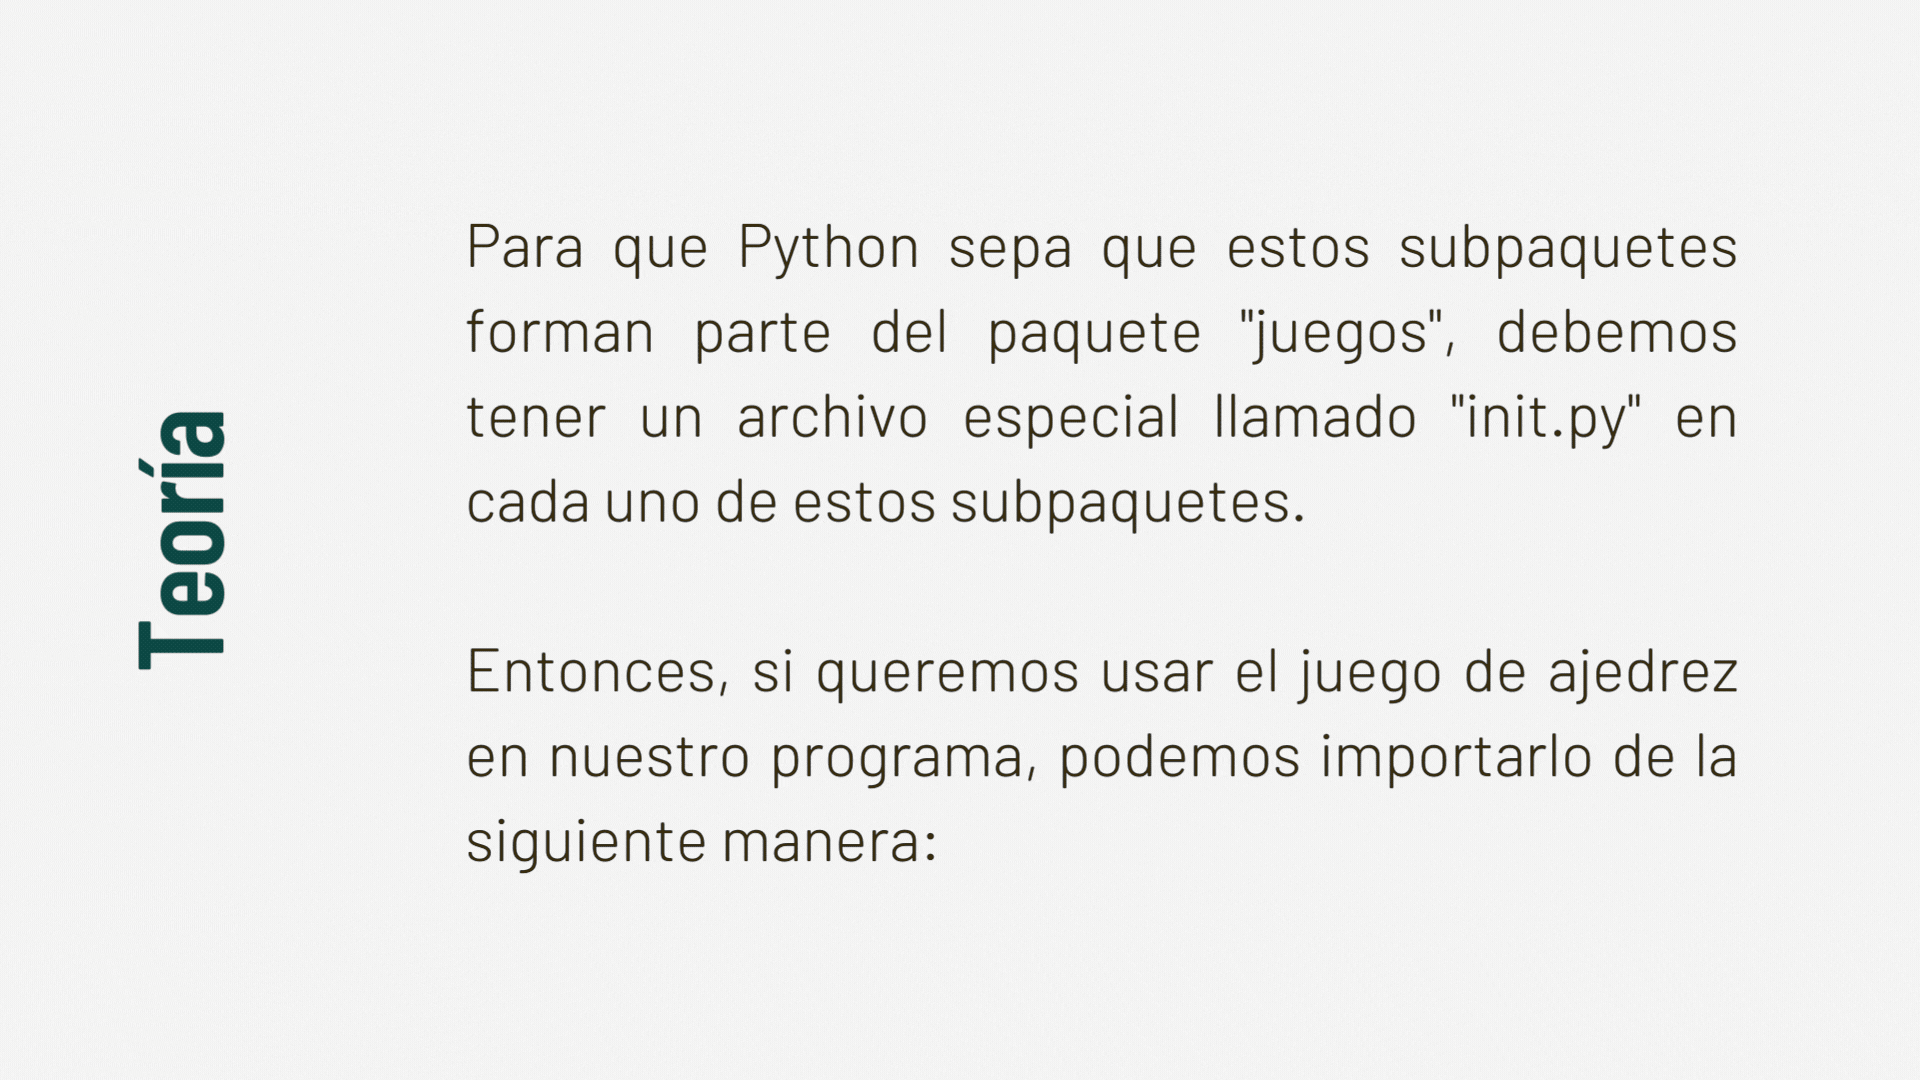 Teoría
Para que Python sepa que estos subpaquetes
forman parte del paquete "juegos", debemos
tener un archivo especial llamado "init.py" en
cada uno de estos subpaquetes.
Entonces, si queremos usar el juego de ajedrez
en nuestro programa, podemos importarlo de la
siguiente manera: